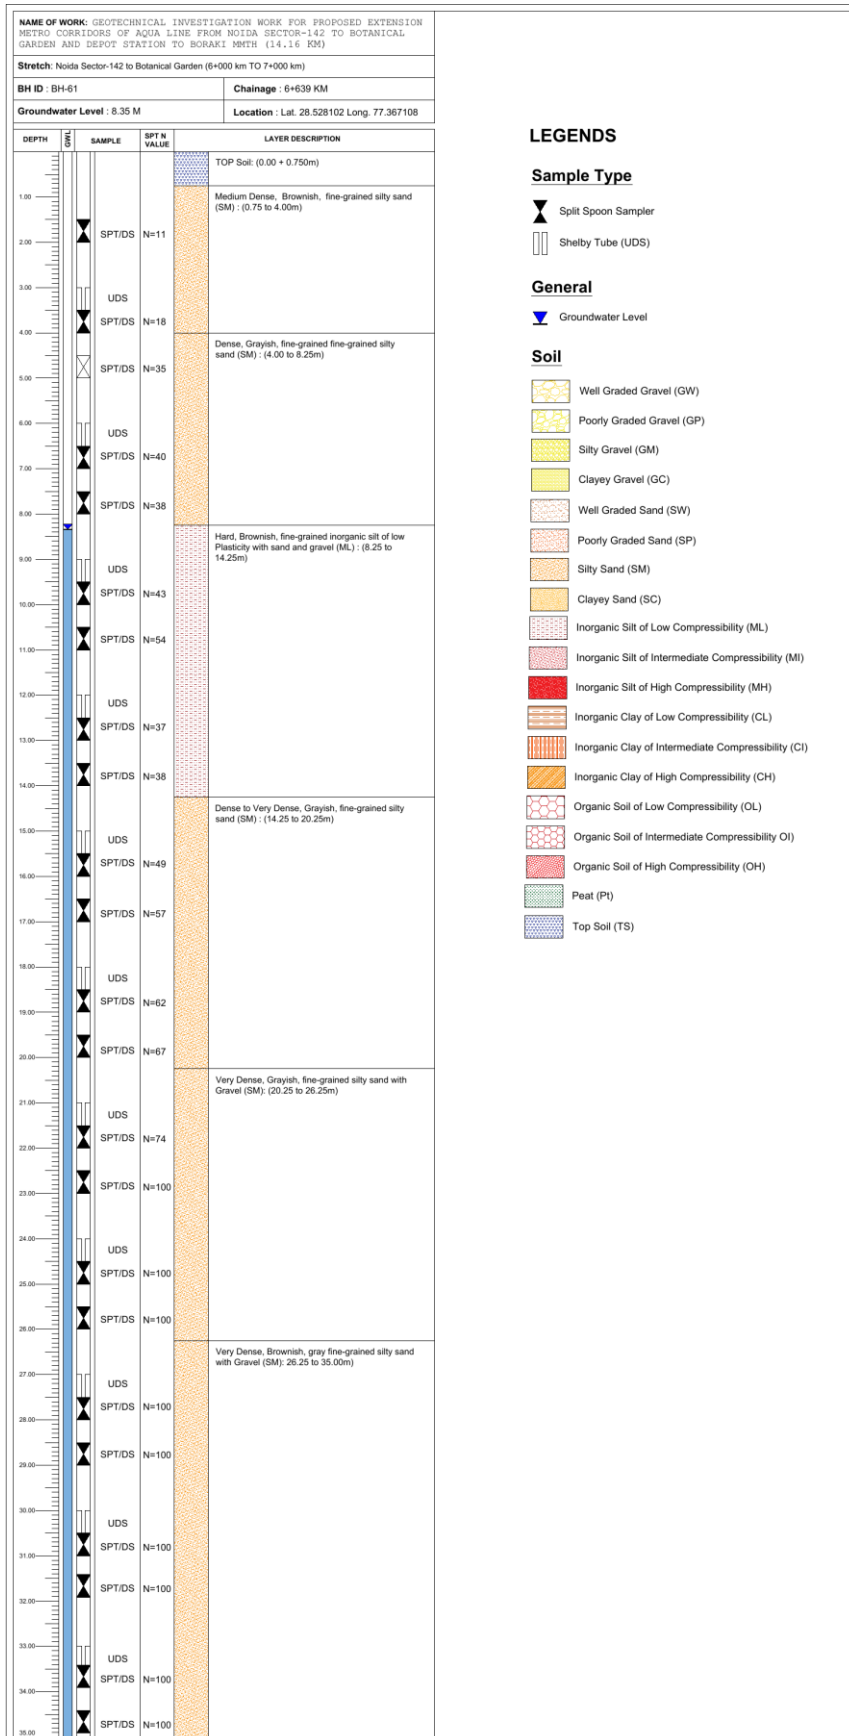 NAME OF WORK: GEOTECHNICAL INVESTIGATION WORK FOR PROPOSED EXTENSION
METRO CORRIDORS OF AQUA LINE FROM NOIDA SECTOR-142 TO BOTANICAL
GARDEN AND DEPOT STATION TO BORAKI MMTH (14.16 KM)
Stretch: Noida Sector-142 to Botanical Garden (6+000 km TO 7+000 km)
BH ID : BH-61
Chainage : 6+639 KM
Groundwater Level : 8.35 M
Location : Lat. 28.528102 Long. 77.367108
DEPTH
GWL
SAMPLE
SPT N
VALUE
LAYER DESCRIPTION
TOP Soil: (0.00 + 0.750m)
1.00
Medium Dense, Brownish, fine-grained silty sand
(SM) : (0.75 to 4.00m)
SPT/DS N=11
2.00
3.00
UDS
SPT/DS N=18
4.00
Dense, Grayish, fine-grained fine-grained silty
sand (SM) : (4.00 to 8.25m)
SPT/DS N=35
5.00
6.00
UDS
SPT/DS N=40
7.00
SPT/DS N=38
8.00
Hard, Brownish, fine-grained inorganic silt of low
Plasticity with sand and gravel (ML) : (8.25 to
14.25m)
9.00
UDS
SPT/DS N=43
10.00
SPT/DS N=54
11.00
12.00
UDS
SPT/DS N=37
13.00
SPT/DS N=38
14.00
Dense to Very Dense, Grayish, fine-grained silty
sand (SM) : (14.25 to 20.25m)
15.00
UDS
SPT/DS N=49
16.00
SPT/DS N=57
17.00
18.00
UDS
SPT/DS N=62
19.00
SPT/DS N=67
20.00
Very Dense, Grayish, fine-grained silty sand with
Gravel (SM): (20.25 to 26.25m)
21.00
UDS
SPT/DS N=74
22.00
SPT/DS N=100
23.00
24.00
UDS
SPT/DS N=100
25.00
SPT/DS N=100
26.00
Very Dense, Brownish, gray fine-grained silty sand
with Gravel (SM): 26.25 to 35.00m)
27.00
UDS
SPT/DS N=100
28.00
SPT/DS N=100
29.00
30.00
UDS
SPT/DS N=100
31.00
SPT/DS N=100
32.00
33.00
UDS
SPT/DS N=100
34.00
SPT/DS N=100
35.00
LEGENDS
Sample Type
Split Spoon Sampler
Shelby Tube (UDS)
General
Groundwater Level
Soil
Well Graded Gravel (GW)
Poorly Graded Gravel (GP)
Silty Gravel (GM)
Clayey Gravel (GC)
Well Graded Sand (SW)
Poorly Graded Sand (SP)
Silty Sand (SM)
Clayey Sand (SC)
Inorganic Silt of Low Compressibility (ML)
Inorganic Silt of Intermediate Compressibility (MI)
Inorganic Silt of High Compressibility (MH)
Inorganic Clay of Low Compressibility (CL)
Inorganic Clay of Intermediate Compressibility (CI)
Inorganic Clay of High Compressibility (CH)
Organic Soil of Low Compressibility (OL)
Organic Soil of Intermediate Compressibility OI)
Organic Soil of High Compressibility (OH)
Peat (Pt)
Top Soil (TS)